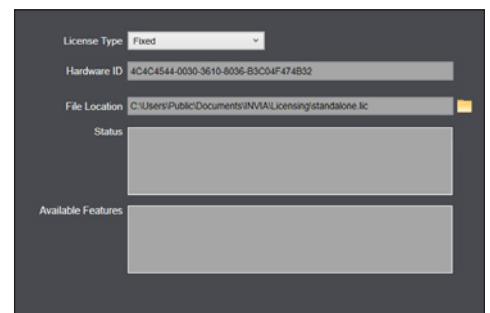 License Type Fixed
Hardware ID 4C4C4544-0030-3610-8036-B3C04F474B32
File Location C:\Users\Public\Documents\INVIA\Licensing\standalone.lic
Status
Available Features